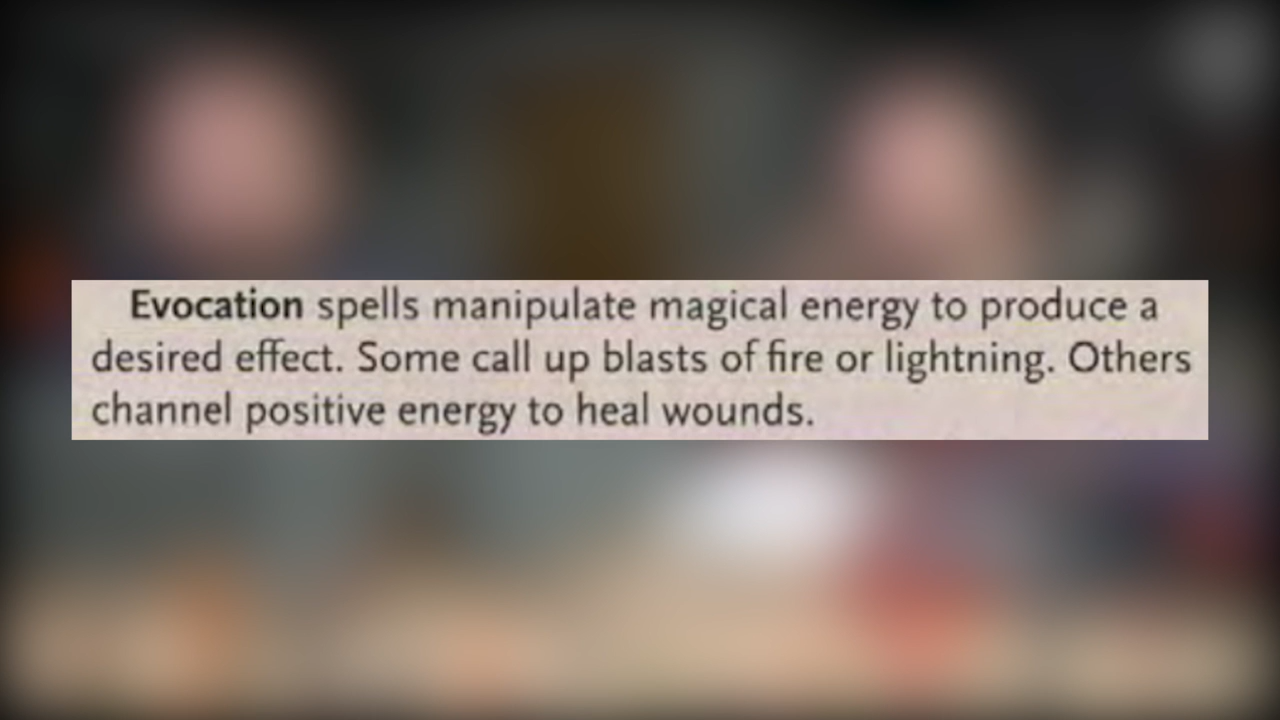 Evocation spells manipulate magical energy to produce a
desired effect. Some call up blasts of fire or lightning. Others
channel positive energy to heal wounds.